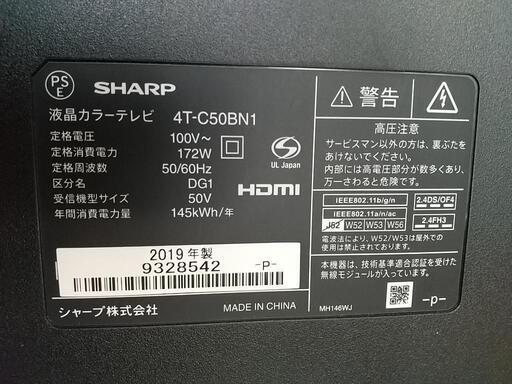 PS
E
SHARP
液晶カラーテレビ 4T-C50BN1
定格電圧 100V～
定格消費電力 172W
定格周波数 50/60Hz
区分名 DG1
受信機型サイズ 50V
年間消費電力量 145kWh/年
UL Japan
HDMI
2019年製
9328542 -P-
シャープ株式会社
MADE IN CHINA
警告
高圧注意
サービスマン以外の方は、裏ぶたを
あけないでください。
内部には高電圧部分が数多くあり、
万一さわると危険です。
IEEE802.11b/g/n
IEEE802.11a/n/ac
J52 W52 W53 W56
2.4DS/OF4
2.4FH3
電波法により、W52/W53は屋外で
使用が禁じられています。
本機器は、技術基準適合認証を受けた
無線モジュールが入っています。
MH146WJ
-P-